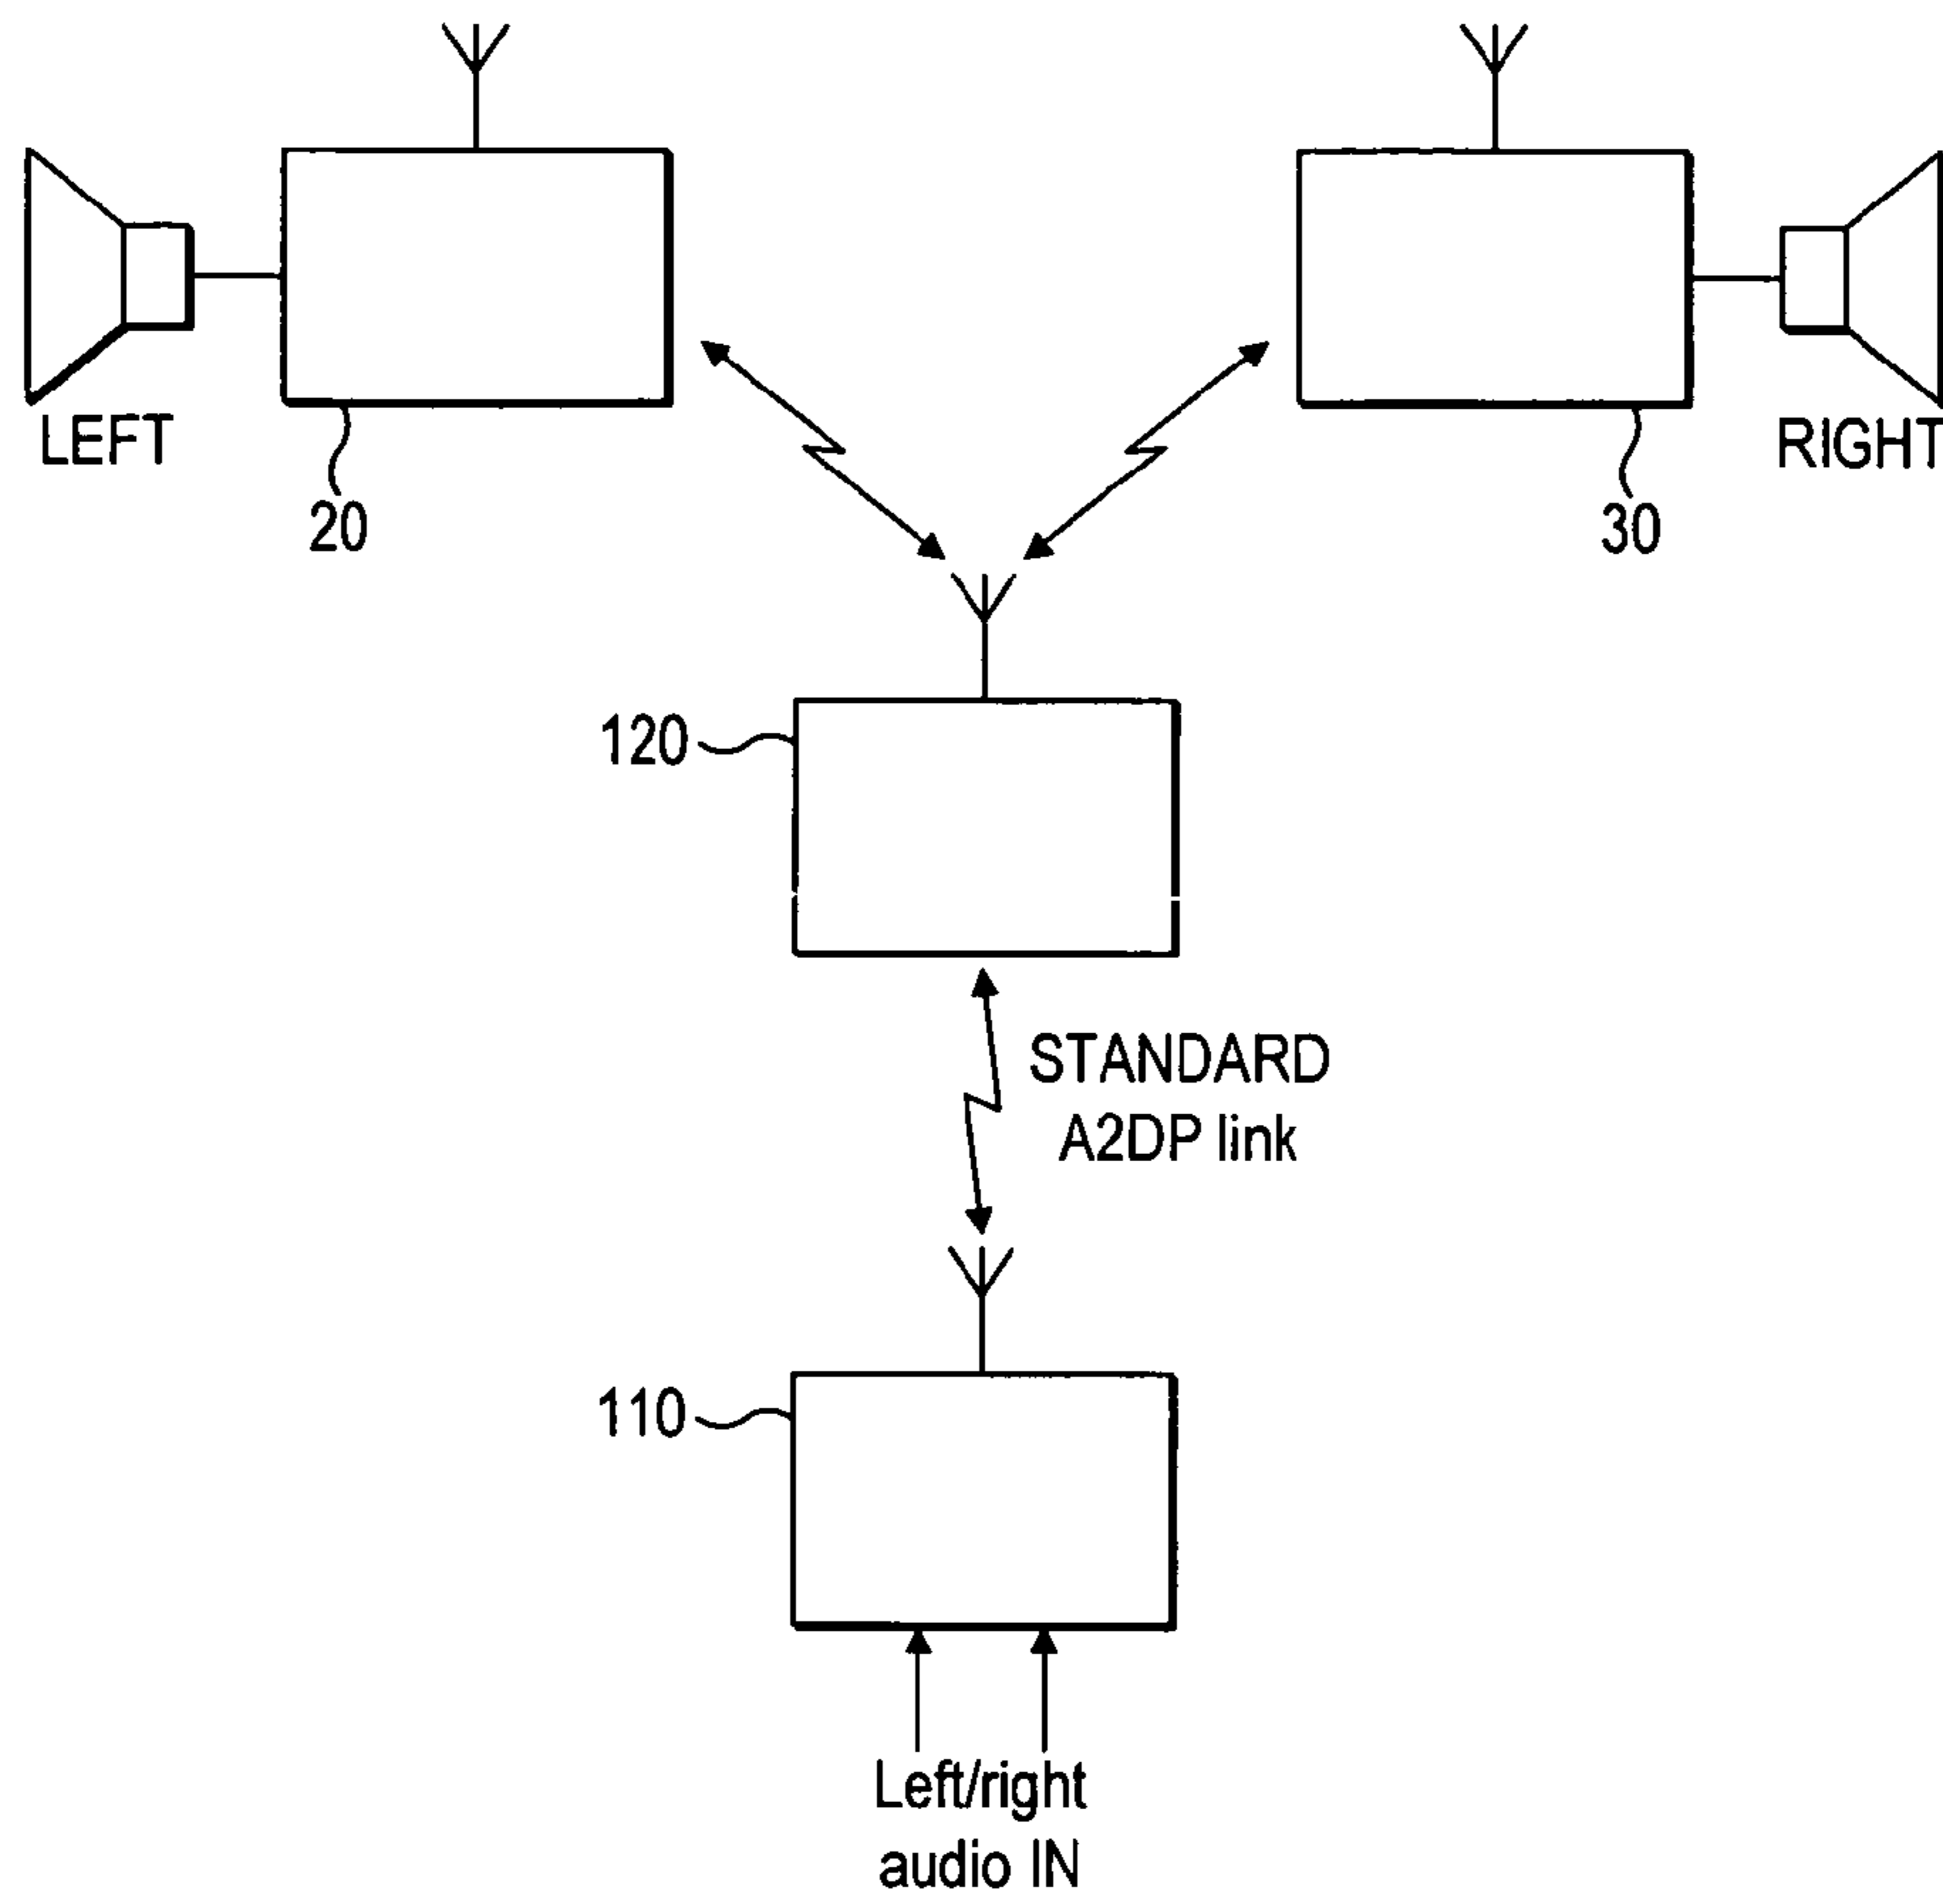 LEFT
RIGHT
20
30
120
STANDARD
A2DP link
110
Left/right
audio IN